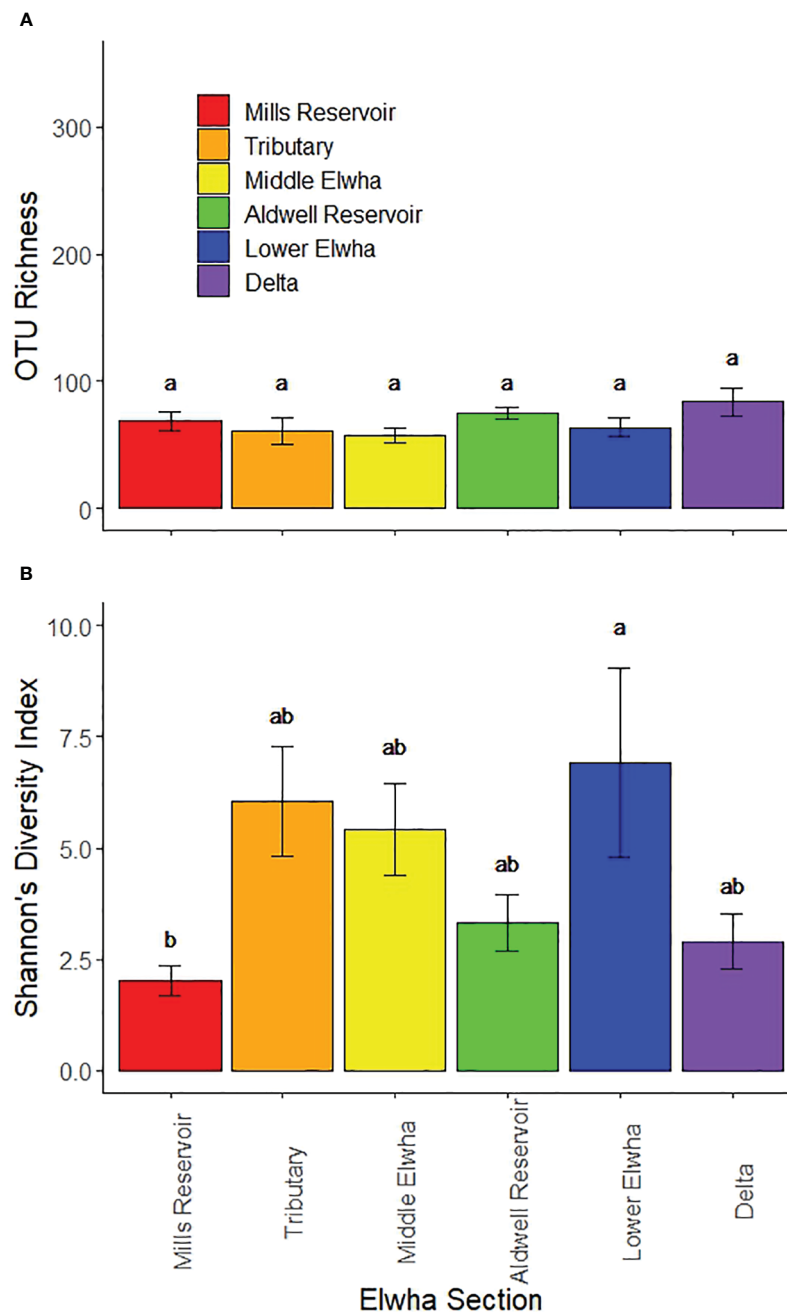 A
OTU Richness
300
200
100
0
Mills Reservoir
Tributary
Middle Elwha
Aldwell Reservoir
Lower Elwha
Delta
a a a a a a
B
Shannon's Diversity Index
10.0
7.5
5.0
2.5
0.0
b ab ab ab a ab
Mills Reservoir
Tributary
Middle Elwha
Aldwell Reservoir
Lower Elwha
Delta
Elwha Section